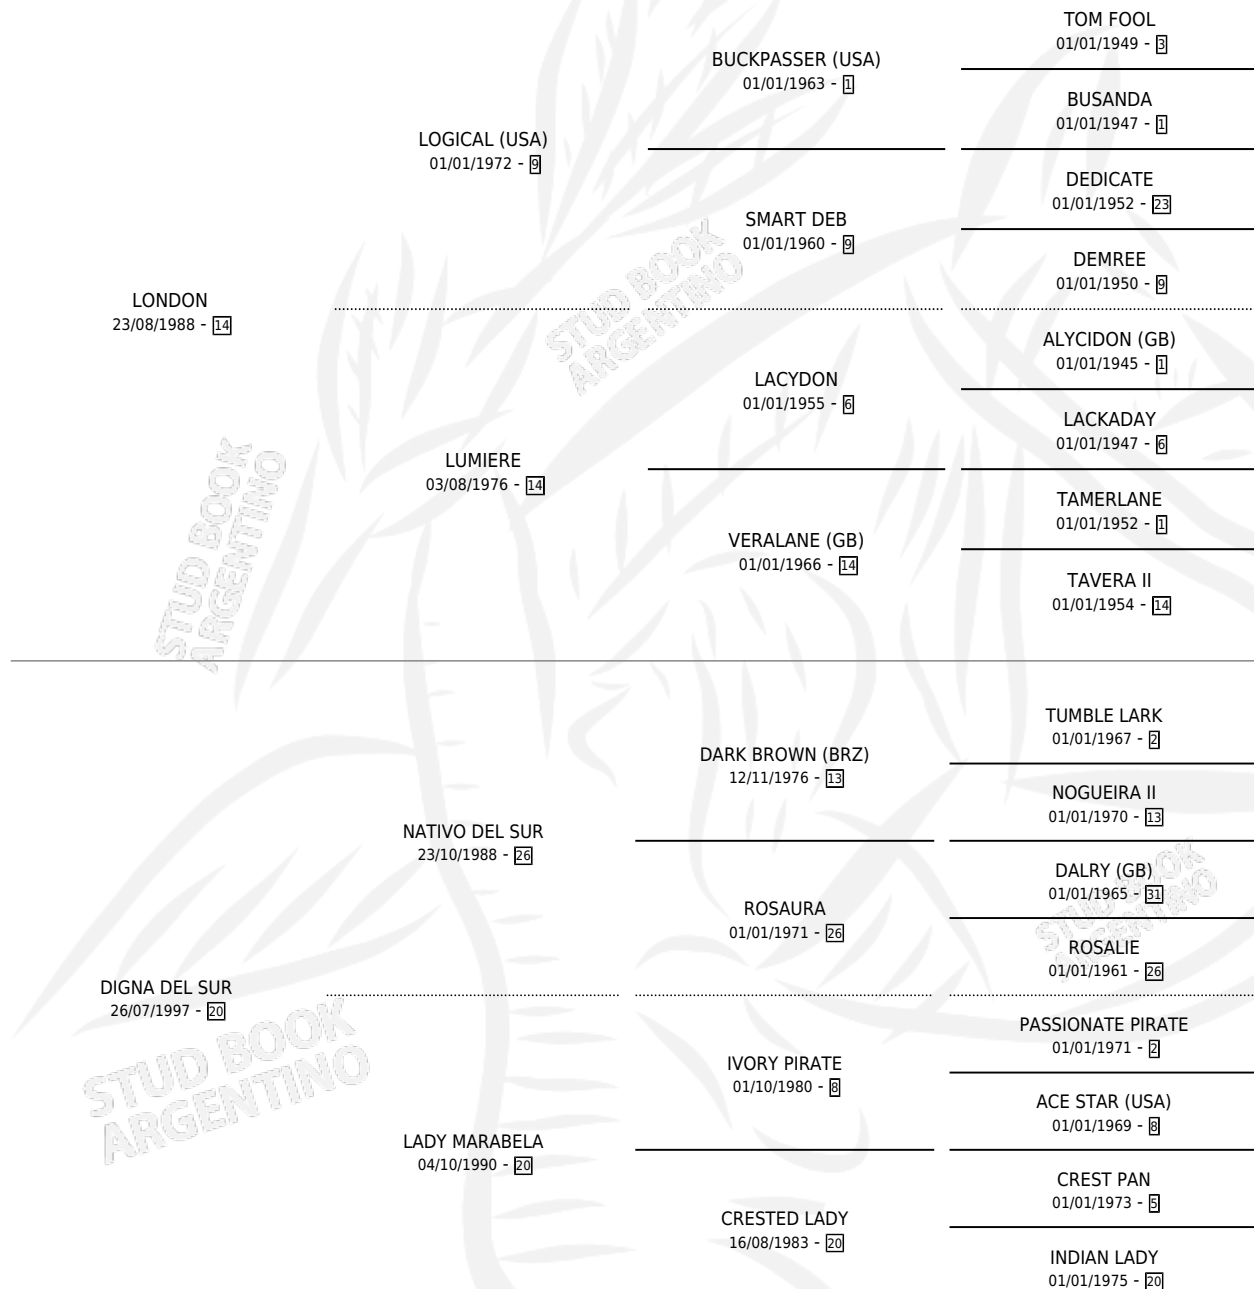 TOM FOOL
01/01/1949 - 3
BUCKPASSER (USA)
01/01/1963 - 1
BUSANDA
01/01/1947 - 1
LOGICAL (USA)
01/01/1972 - 9
DEDICATE
01/01/1952 - 23
SMART DEB
01/01/1960 - 9
DEMREE
01/01/1950 - 9
LONDON
23/08/1988 - 14
ALYCIDON (GB)
01/01/1945 - 1
LACYDON
01/01/1955 - 6
LACKADAY
01/01/1947 - 6
LUMIERE
03/08/1976 - 14
TAMERLANE
01/01/1952 - 1
VERALANE (GB)
01/01/1966 - 14
TAVERA II
01/01/1954 - 14
TUMBLE LARK
01/01/1967 - 2
DARK BROWN (BRZ)
12/11/1976 - 13
NOGUEIRA II
01/01/1970 - 13
NATIVO DEL SUR
23/10/1988 - 26
DALRY (GB)
01/01/1965 - 31
ROSAURA
01/01/1971 - 26
ROSALIE
01/01/1961 - 26
DIGNA DEL SUR
26/07/1997 - 20
PASSIONATE PIRATE
01/01/1971 - 2
IVORY PIRATE
01/10/1980 - 8
ACE STAR (USA)
01/01/1969 - 8
LADY MARABELA
04/10/1990 - 20
CREST PAN
01/01/1973 - 5
CRESTED LADY
16/08/1983 - 20
INDIAN LADY
01/01/1975 - 20
STUD BOOK
ARGENTINO
STUD BOOK
ARGENTINO
STUD BOOK
ARGENTINO
STUD BOOK
ARGENTINO